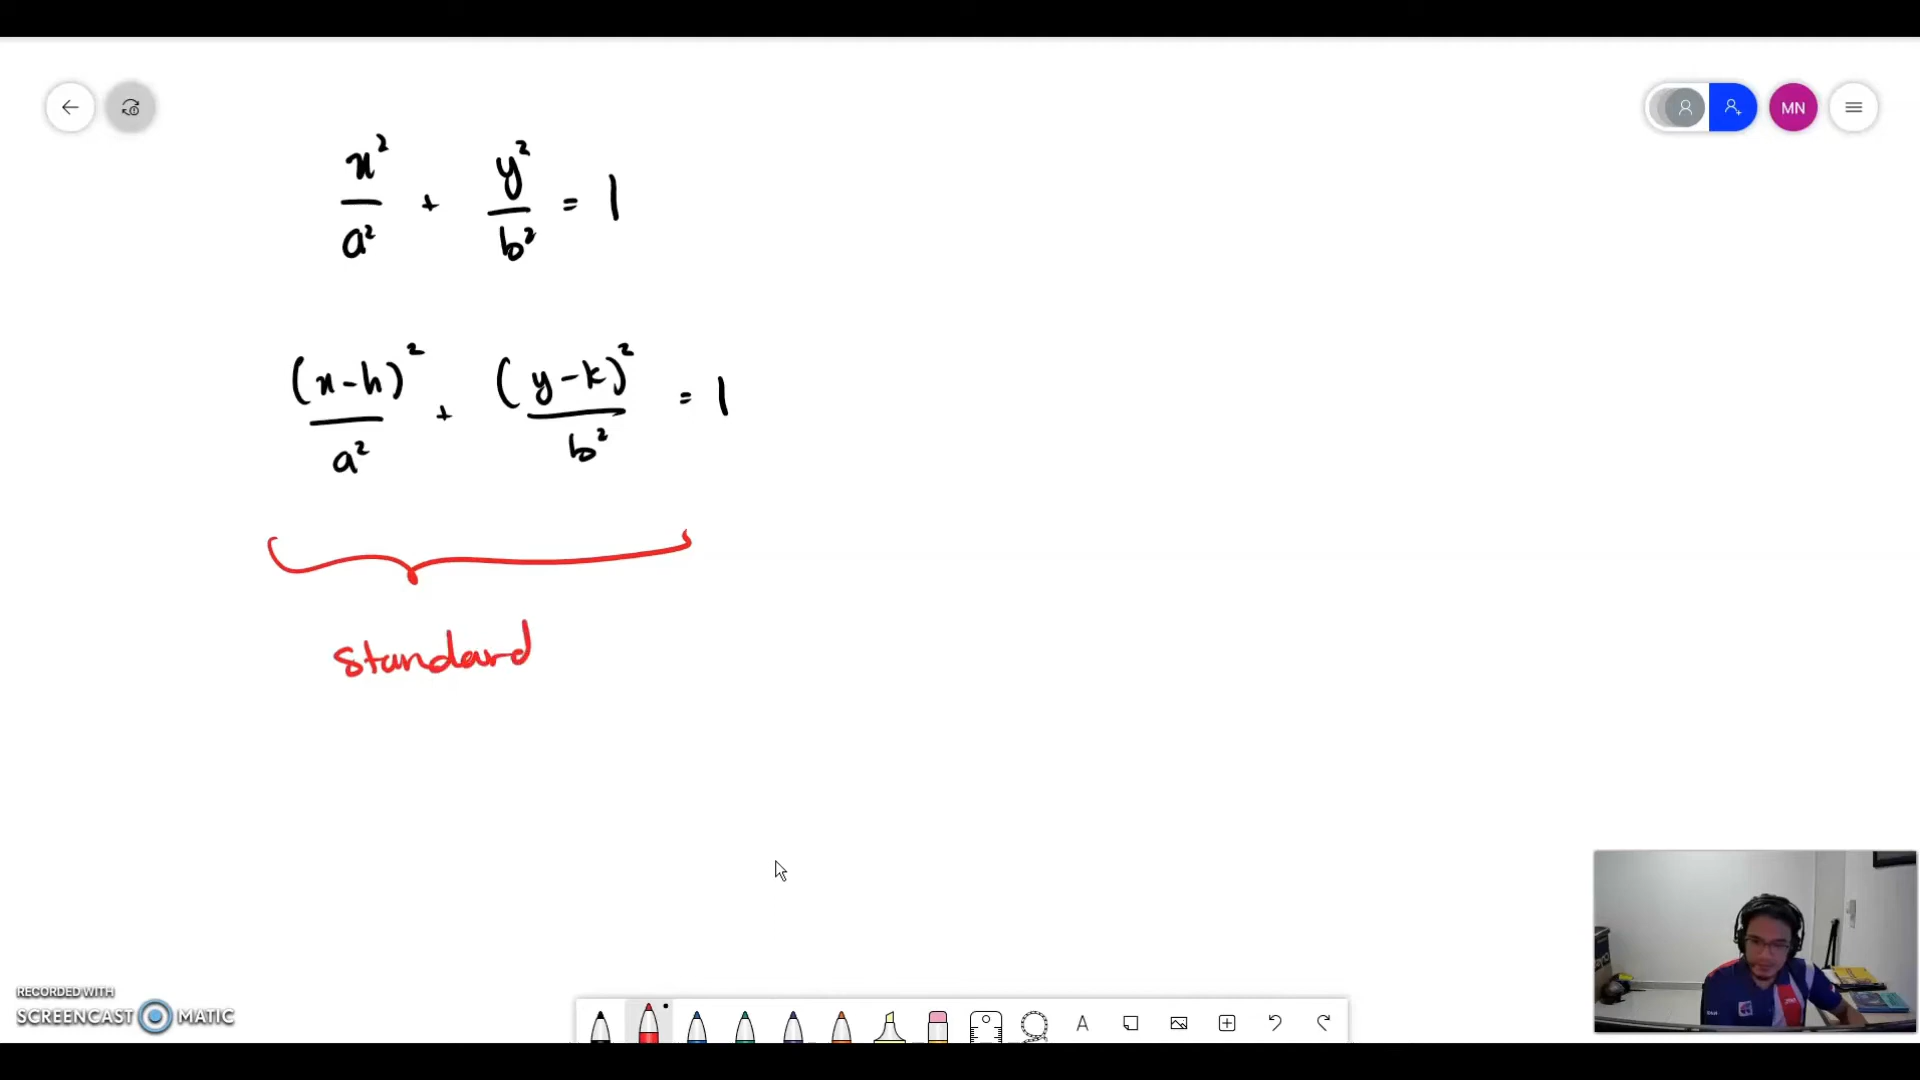 MN
x²/a² + y²/b² = 1
(x-h)²/a² + (y-k)²/b² = 1
standard
RECORDED WITH
SCREENCAST MATIC
A